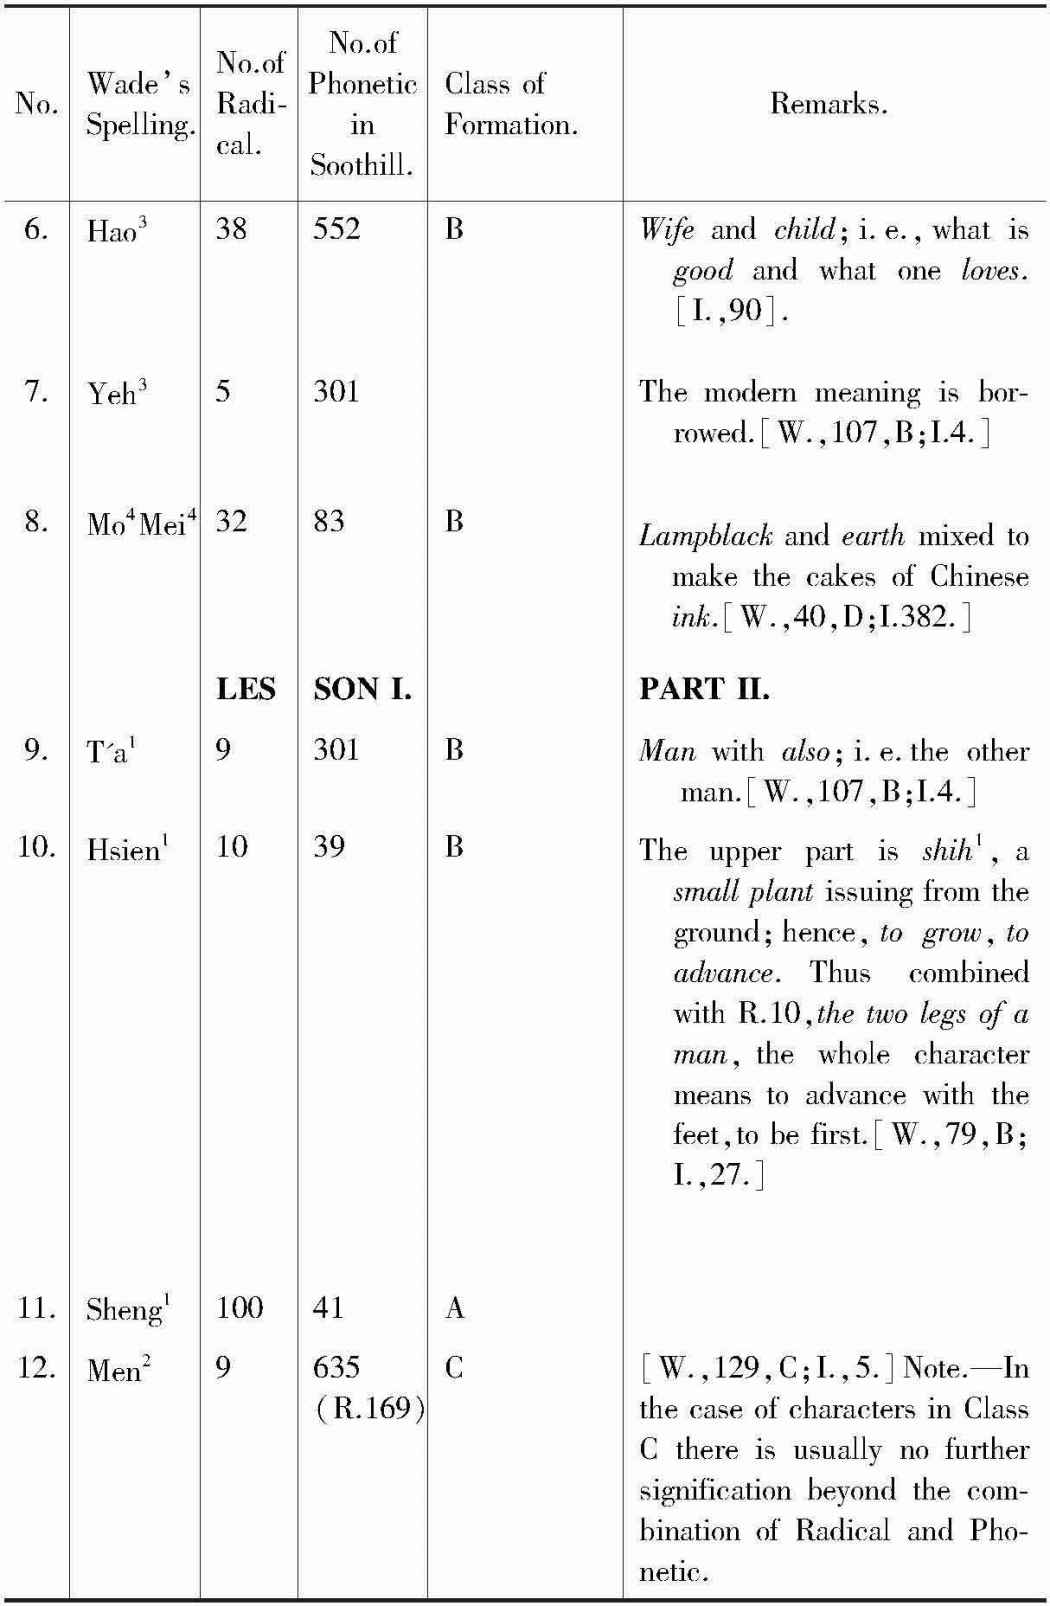 No. Wade's Spelling. No.of Radi-cal. No.of Phonetic in Soothill. Class of Formation. Remarks.
6. Hao³ 38 552 B Wife and child; i. e., what is
good and what one loves.
[I.,90].
7. Yeh³ 5 301 The modern meaning is bor-
rowed.[W.,107,B;I.4.]
8. Mo⁴Mei⁴ 32 83 B Lampblack and earth mixed to
make the cakes of Chinese
ink.[W.,40,D;I.382.]
LES SON I. PART II.
9. T´a¹ 9 301 B Man with also; i. e. the other
man.[W.,107,B;I.4.]
10. Hsien¹ 10 39 B The upper part is shih¹, a
small plant issuing from the
ground; hence, to grow, to
advance. Thus combined
with R.10,the two legs of a
man, the whole character
means to advance with the
feet,to be first.[W.,79,B;
I.,27.]
11. Sheng¹ 100 41 A
12. Men² 9 635 C [W.,129,C;I.,5.] Note.—In
(R.169) the case of characters in Class
C there is usually no further
signification beyond the com-
bination of Radical and Pho-
netic.